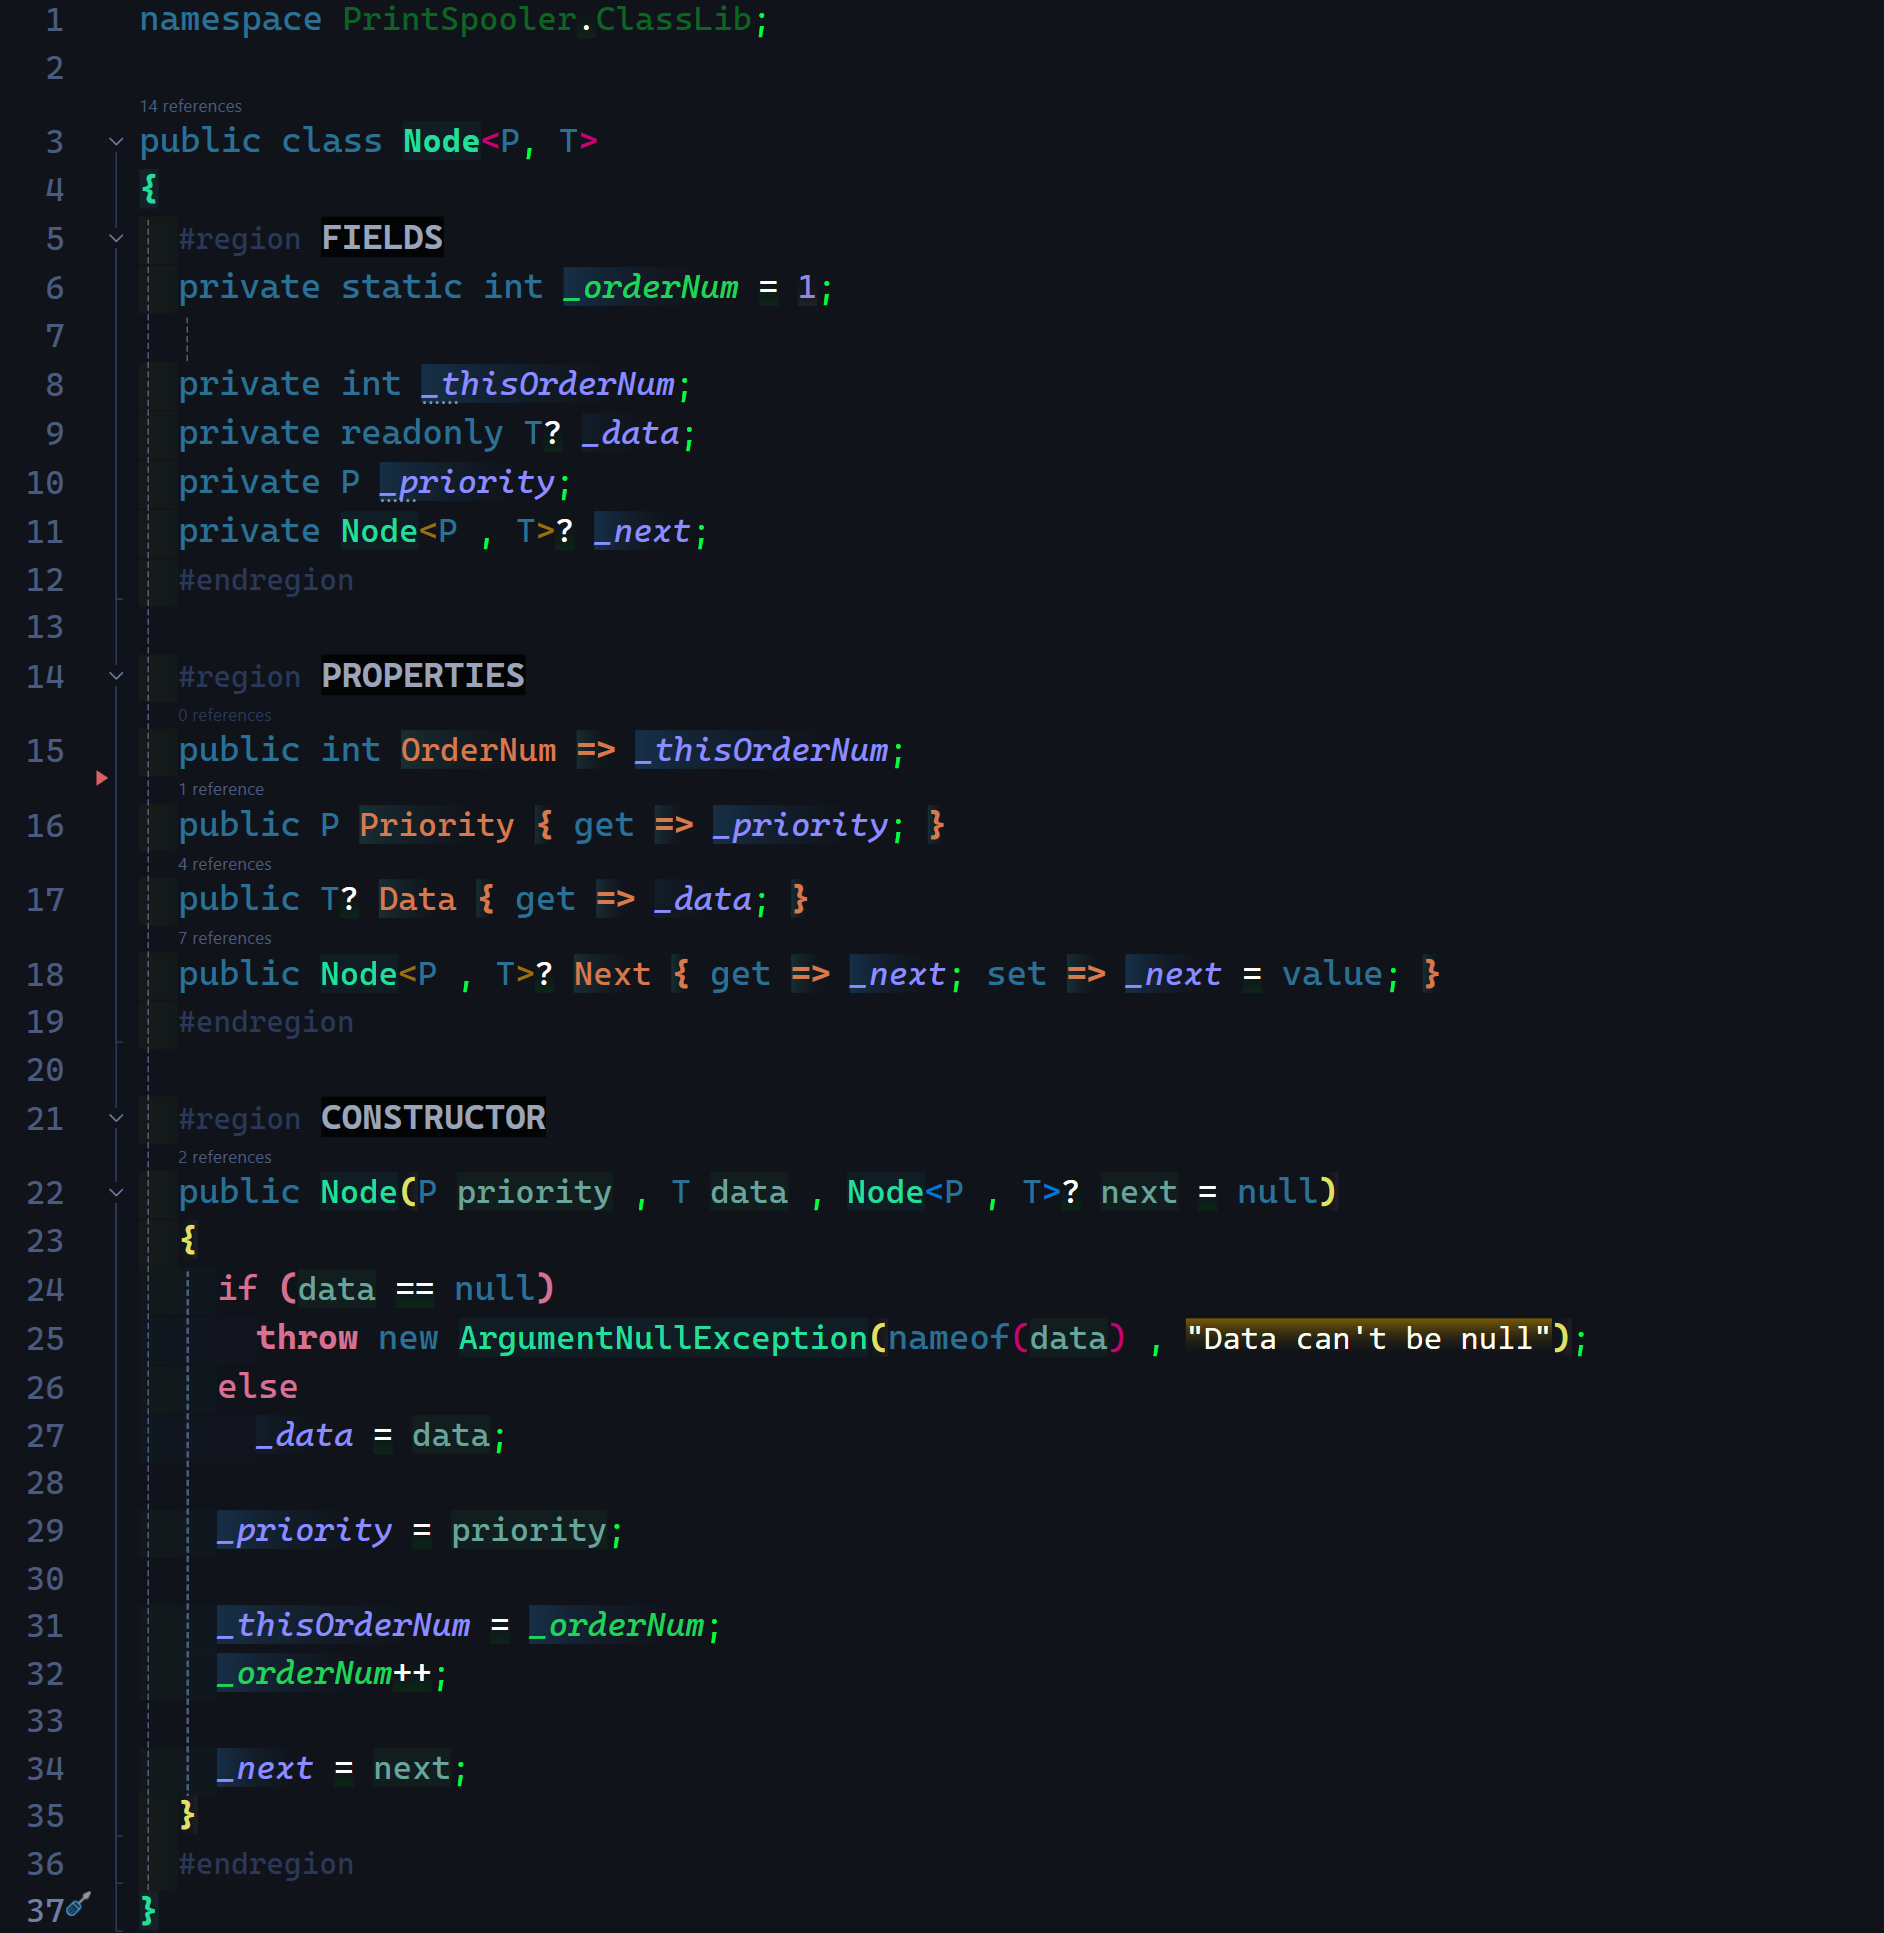 1 namespace PrintSpooler.ClassLib;
2
14 references
3 public class Node<P, T>
4 {
5 #region FIELDS
6 private static int _orderNum = 1;
7
8 private int _thisOrderNum;
9 private readonly T? _data;
10 private P _priority;
11 private Node<P , T>? _next;
12 #endregion
13
14 #region PROPERTIES
0 references
15 public int OrderNum => _thisOrderNum;
1 reference
16 public P Priority { get => _priority; }
4 references
17 public T? Data { get => _data; }
7 references
18 public Node<P , T>? Next { get => _next; set => _next = value; }
19 #endregion
20
21 #region CONSTRUCTOR
2 references
22 public Node(P priority , T data , Node<P , T>? next = null)
23 {
24 if (data == null)
25 throw new ArgumentNullException(nameof(data) , "Data can't be null");
26 else
27 _data = data;
28
29 _priority = priority;
30
31 _thisOrderNum = _orderNum;
32 _orderNum++;
33
34 _next = next;
35 }
36 #endregion
37 }